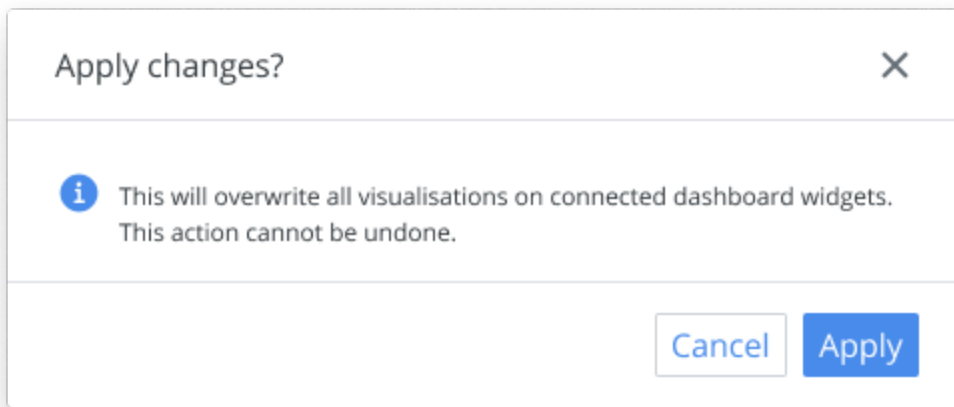 Apply changes?
This will overwrite all visualisations on connected dashboard widgets.
This action cannot be undone.
Cancel
Apply